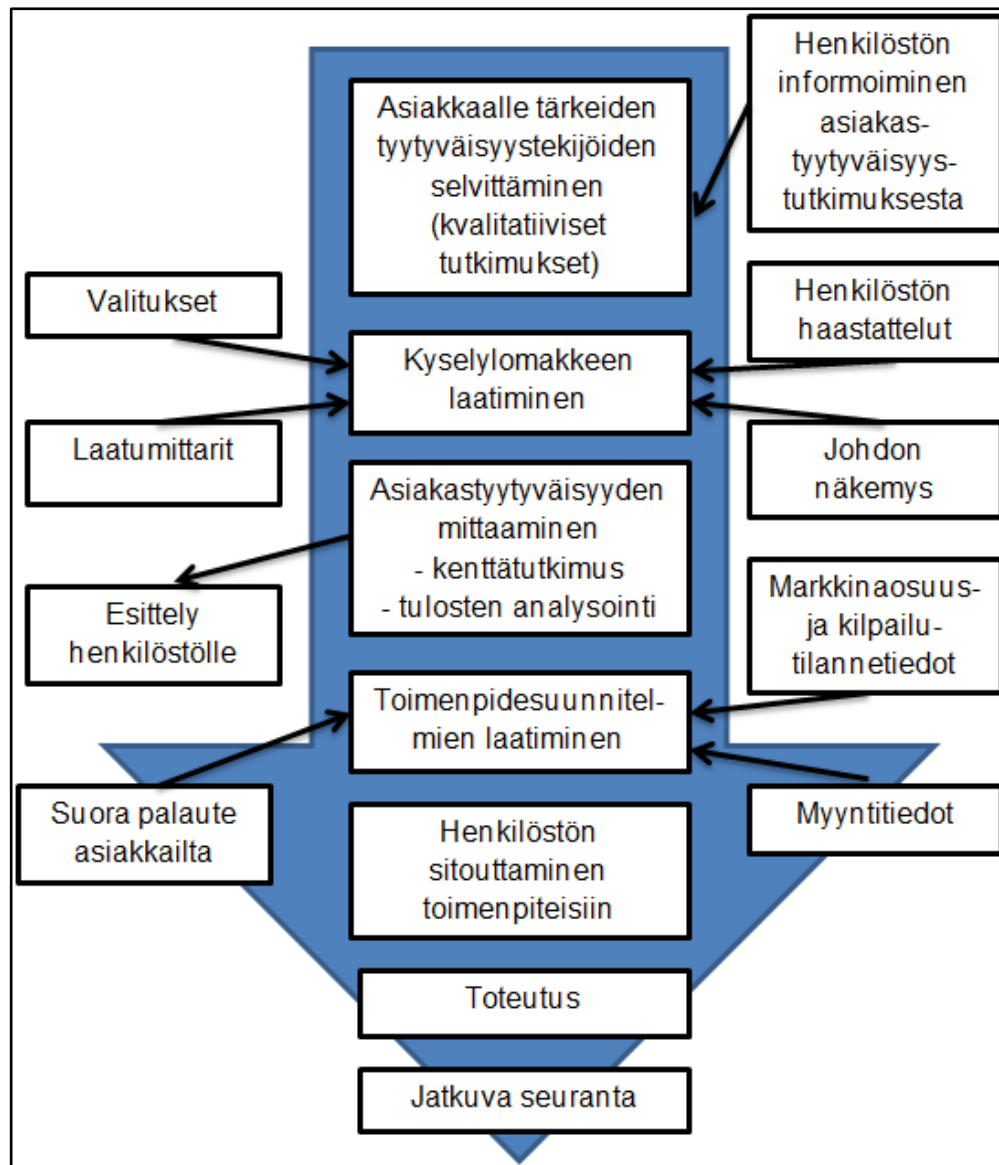 Asiakkaalle tärkeiden
tyytyväisyystekijöiden
selvittäminen
(kvalitatiiviset
tutkimukset)
Henkilöstön
informoiminen
asiakas-
tyytyväisyys-
tutkimuksesta
Valitukset
Kyselylomakkeen
laatiminen
Henkilöstön
haastattelut
Laatumittarit
Johdon
näkemys
Asiakastyytyväisyyden
mittaaminen
- kenttätutkimus
- tulosten analysointi
Esittely
henkilöstölle
Markkinaosuus-
ja kilpailu-
tilannetiedot
Toimenpidesuunnitel-
mien laatiminen
Suora palaute
asiakkailta
Myyntitiedot
Henkilöstön
sitouttaminen
toimenpiteisiin
Toteutus
Jatkuva seuranta